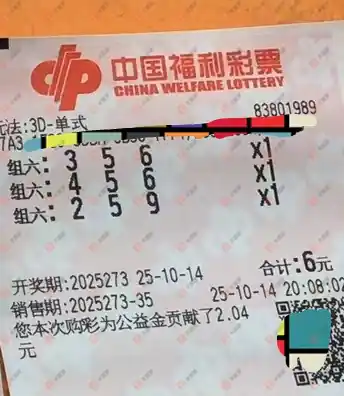 中国福利彩票
CHINA WELFARE LOTTERY
83801989
玩法:3D-单式
组六: 3 5 6 X1
组六: 4 5 6 X1
组六: 2 5 9 X1
合计:6元
开奖期:2025273 25-10-14
销售期:2025273-35 25-10-14 20:08:02
您本次购彩为公益金贡献了2.04
元